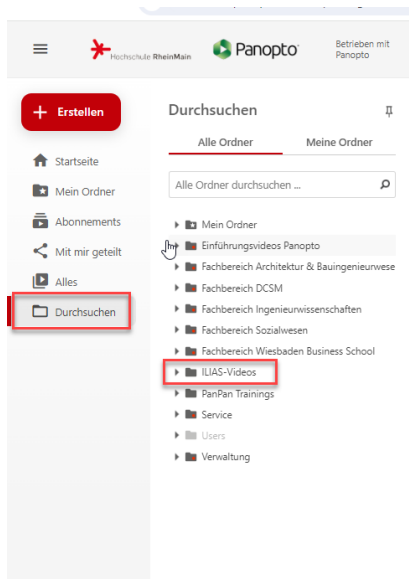 Hochschule RheinMain
Panopto
Betrieben mit
Panopto
+ Erstellen
Startseite
Mein Ordner
Abonnements
Mit mir geteilt
Alles
Durchsuchen
Durchsuchen
Alle Ordner
Meine Ordner
Alle Ordner durchsuchen ...
Mein Ordner
Einführungsvideos Panopto
Fachbereich Architektur & Bauingenieurwese
Fachbereich DCSM
Fachbereich Ingenieurwissenschaften
Fachbereich Sozialwesen
Fachbereich Wiesbaden Business School
ILIAS-Videos
PanPan Trainings
Service
Users
Verwaltung